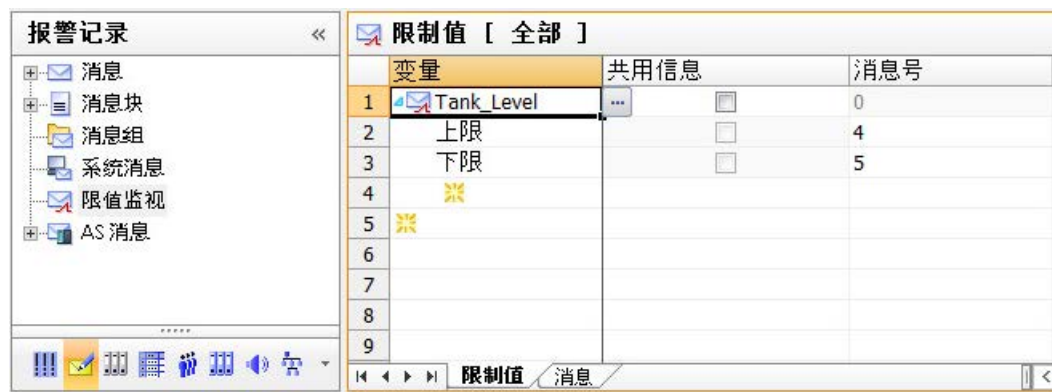 报警记录 «
消息
消息块
消息组
系统消息
限值监视
AS 消息
限制值 [ 全部 ]
变量 共用信息 消息号
1 Tank_Level ... 0
2 上限 4
3 下限 5
4
5
6
7
8
9
限制值 消息